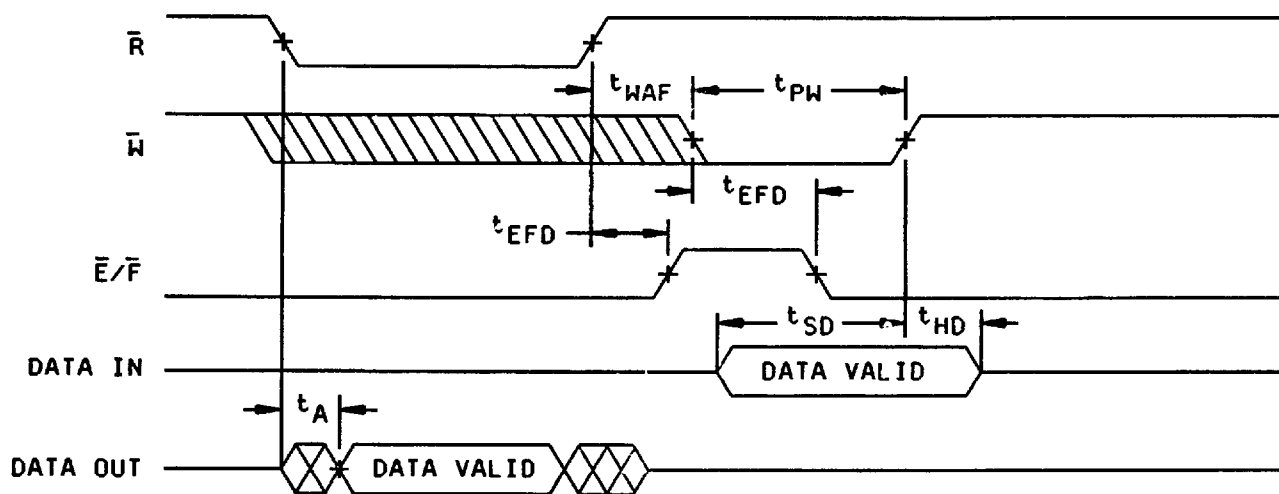 R̄
t_WAF
t_PW
W̄
t_EFD
t_EFD
Ē/F̄
t_SD
t_HD
DATA IN
DATA VALID
t_A
DATA OUT
DATA VALID